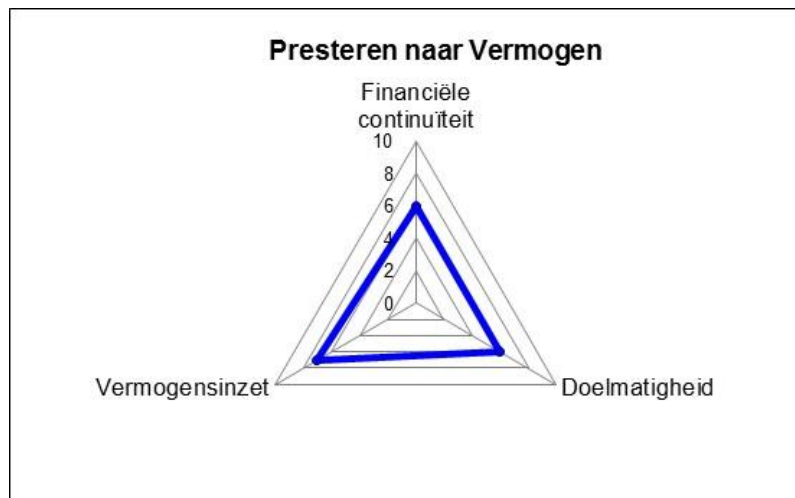 Presteren naar Vermogen
Financiële
continuïteit
10
8
6
4
2
0
Vermogensinzet
Doelmatigheid